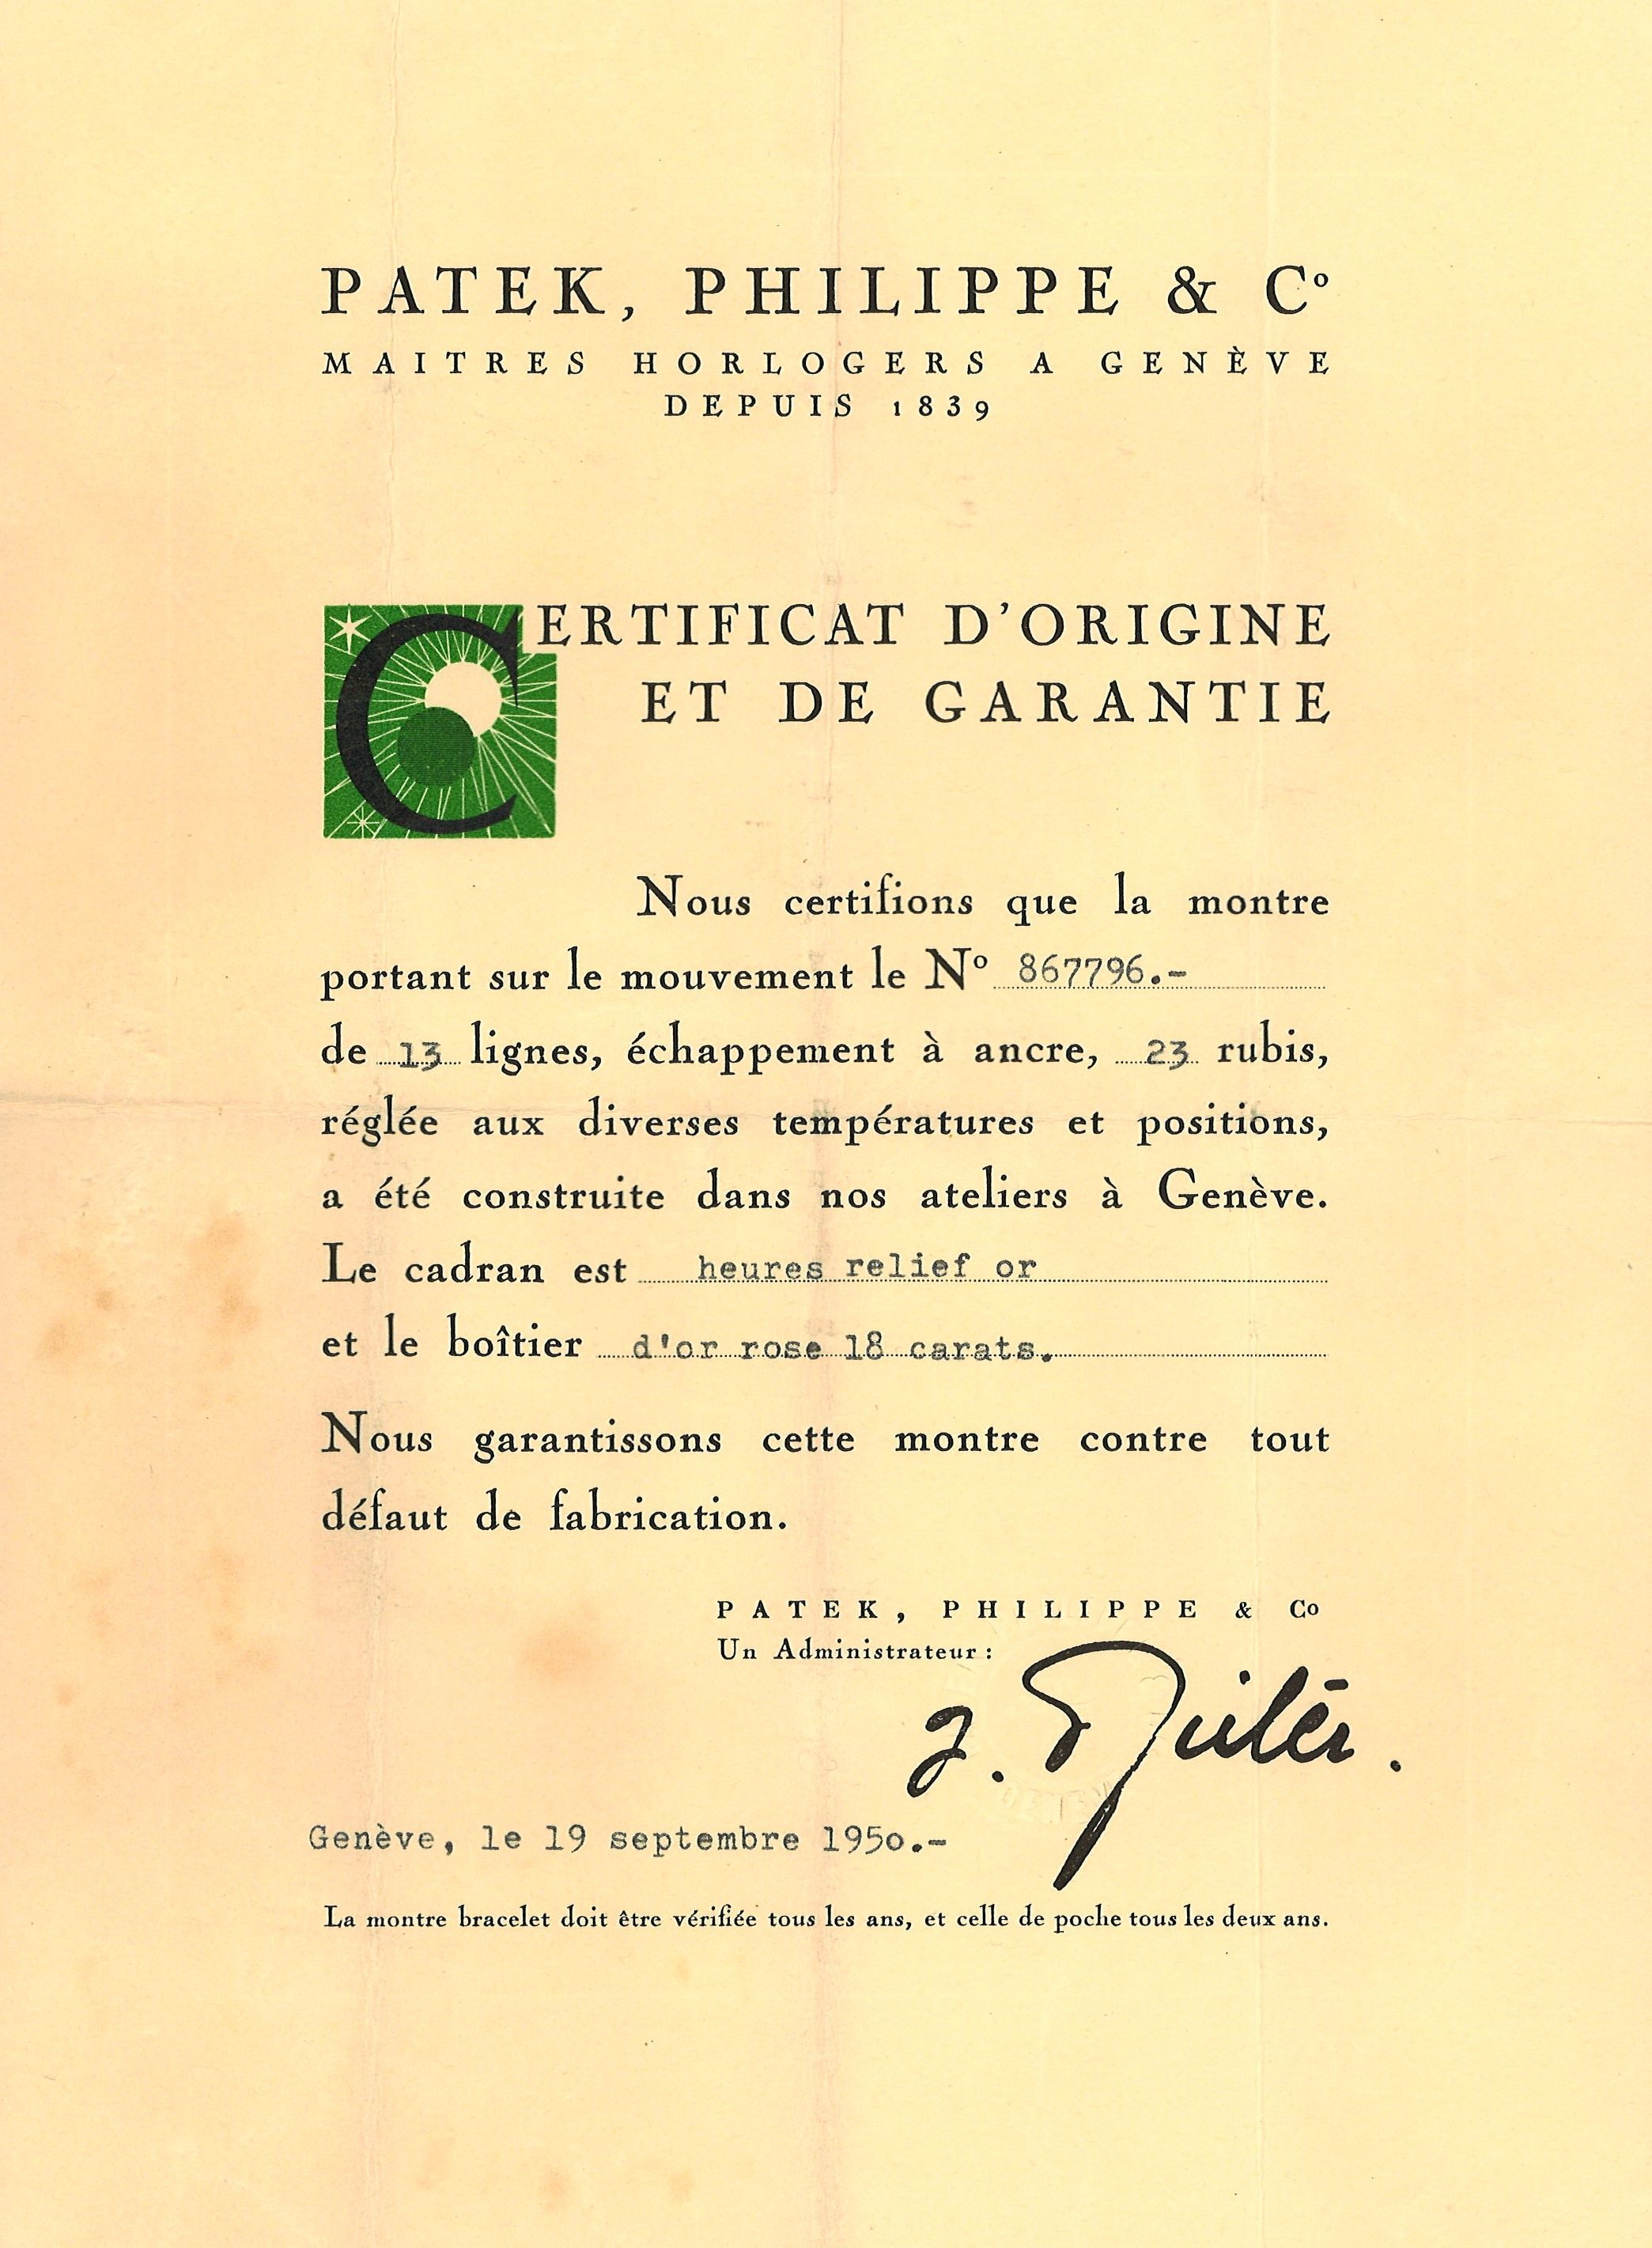 PATEK, PHILIPPE & Cº
MAITRES HORLOGERS A GENÈVE
DEPUIS 1839
CERTIFICAT D'ORIGINE
ET DE GARANTIE
Nous certifions que la montre
portant sur le mouvement le Nº 867796.-
de 13 lignes, échappement à ancre, 23 rubis,
réglée aux diverses températures et positions,
a été construite dans nos ateliers à Genève.
Le cadran est heures relief or
et le boîtier d'or rose 18 carats.
Nous garantissons cette montre contre tout
défaut de fabrication.
PATEK, PHILIPPE & Co
Un Administrateur :
Genève, le 19 septembre 1950.-
La montre bracelet doit être vérifiée tous les ans, et celle de poche tous les deux ans.